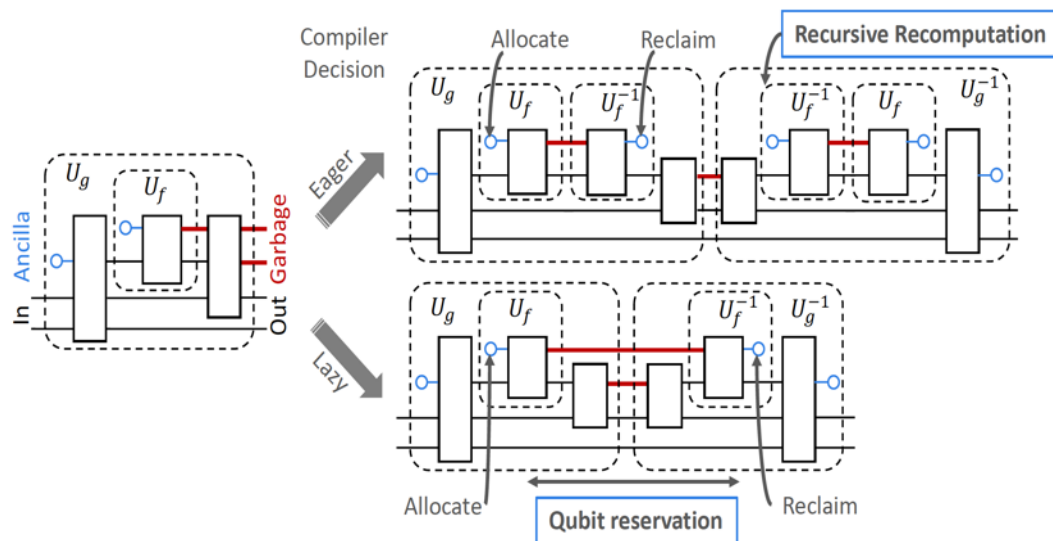 Compiler
Decision
Allocate
Reclaim
Recursive Recomputation
U_g
U_f
U_f^{-1}
U_f^{-1}
U_f
U_g^{-1}
Eager
U_g
U_f
Ancilla
Garbage
In
Out
Lazy
U_g
U_f
U_f^{-1}
U_g^{-1}
Allocate
Reclaim
Qubit reservation